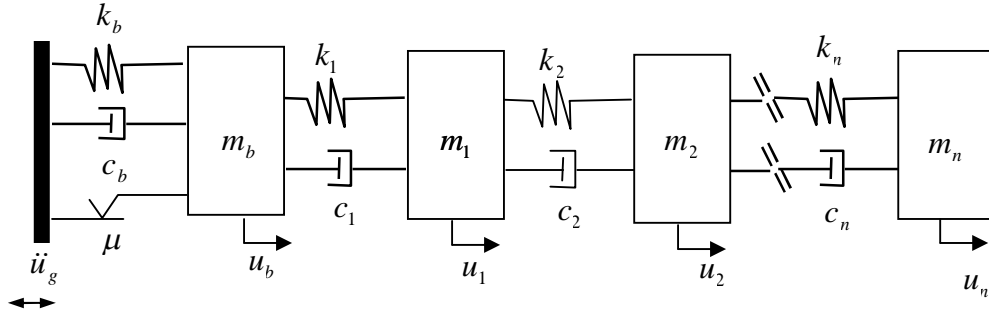 k_b
k_1
k_2
k_n
m_b
m_1
m_2
m_n
c_b
c_1
c_2
c_n
μ
ü_g
u_b
u_1
u_2
u_n